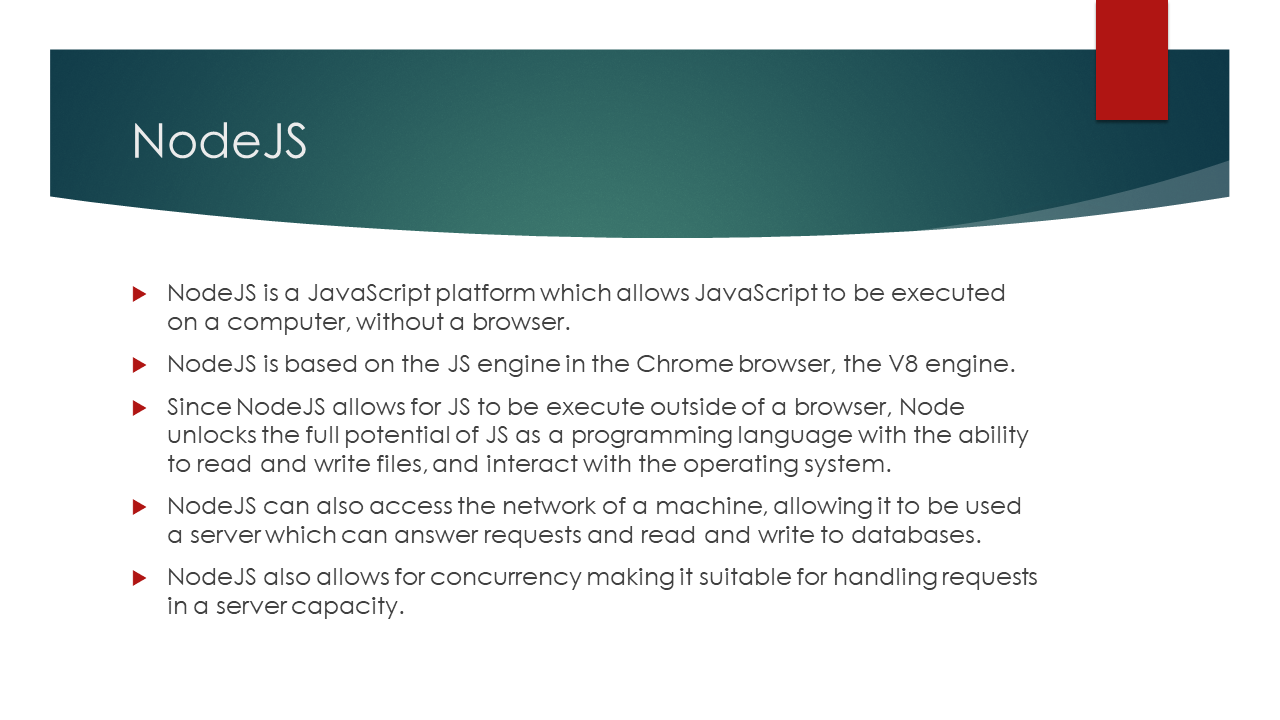 NodeJS
NodeJS is a JavaScript platform which allows JavaScript to be executed
on a computer, without a browser.
NodeJS is based on the JS engine in the Chrome browser, the V8 engine.
Since NodeJS allows for JS to be execute outside of a browser, Node
unlocks the full potential of JS as a programming language with the ability
to read and write files, and interact with the operating system.
NodeJS can also access the network of a machine, allowing it to be used
a server which can answer requests and read and write to databases.
NodeJS also allows for concurrency making it suitable for handling requests
in a server capacity.